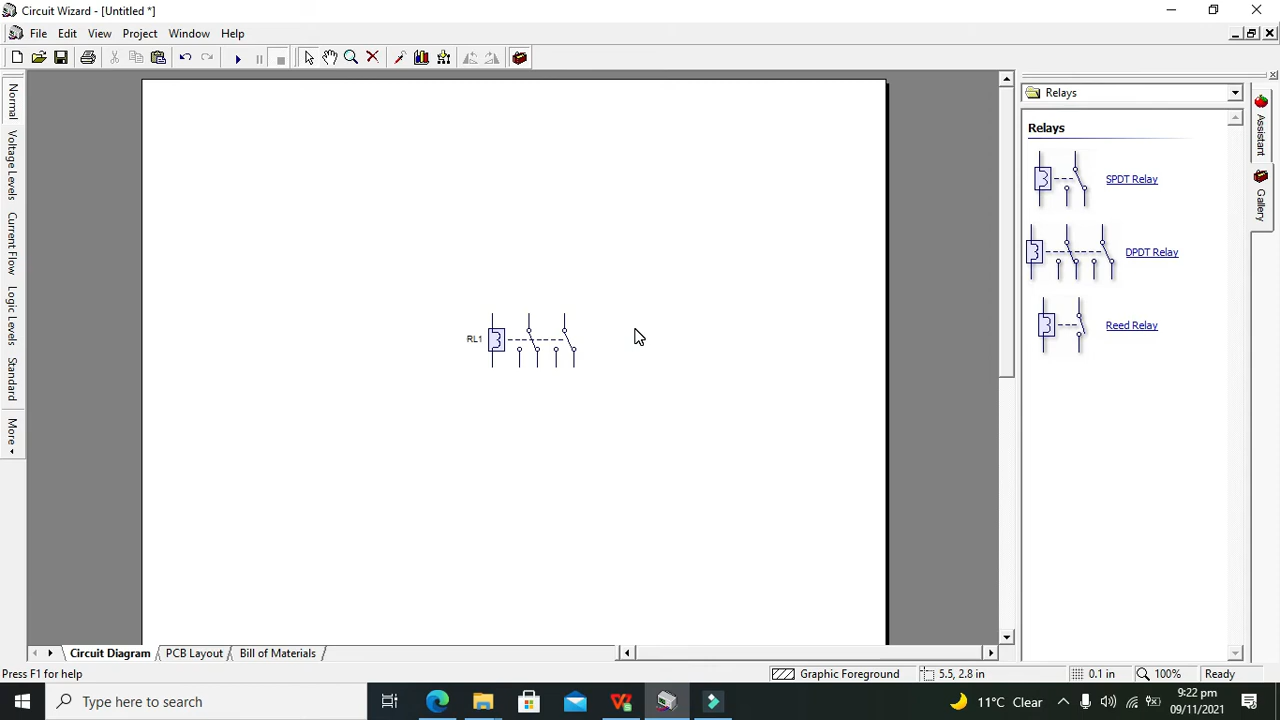 Circuit Wizard - [Untitled *]
File Edit View Project Window Help
Normal
Voltage Levels
Current Flow
Logic Levels
Standard
More
RL1
Relays
Relays
SPDT Relay
DPDT Relay
Reed Relay
Assistant
Gallery
Circuit Diagram PCB Layout Bill of Materials
Press F1 for help Graphic Foreground 5.5, 2.8 in 0.1 in 100% Ready
Type here to search
11°C Clear
9:22 pm
09/11/2021